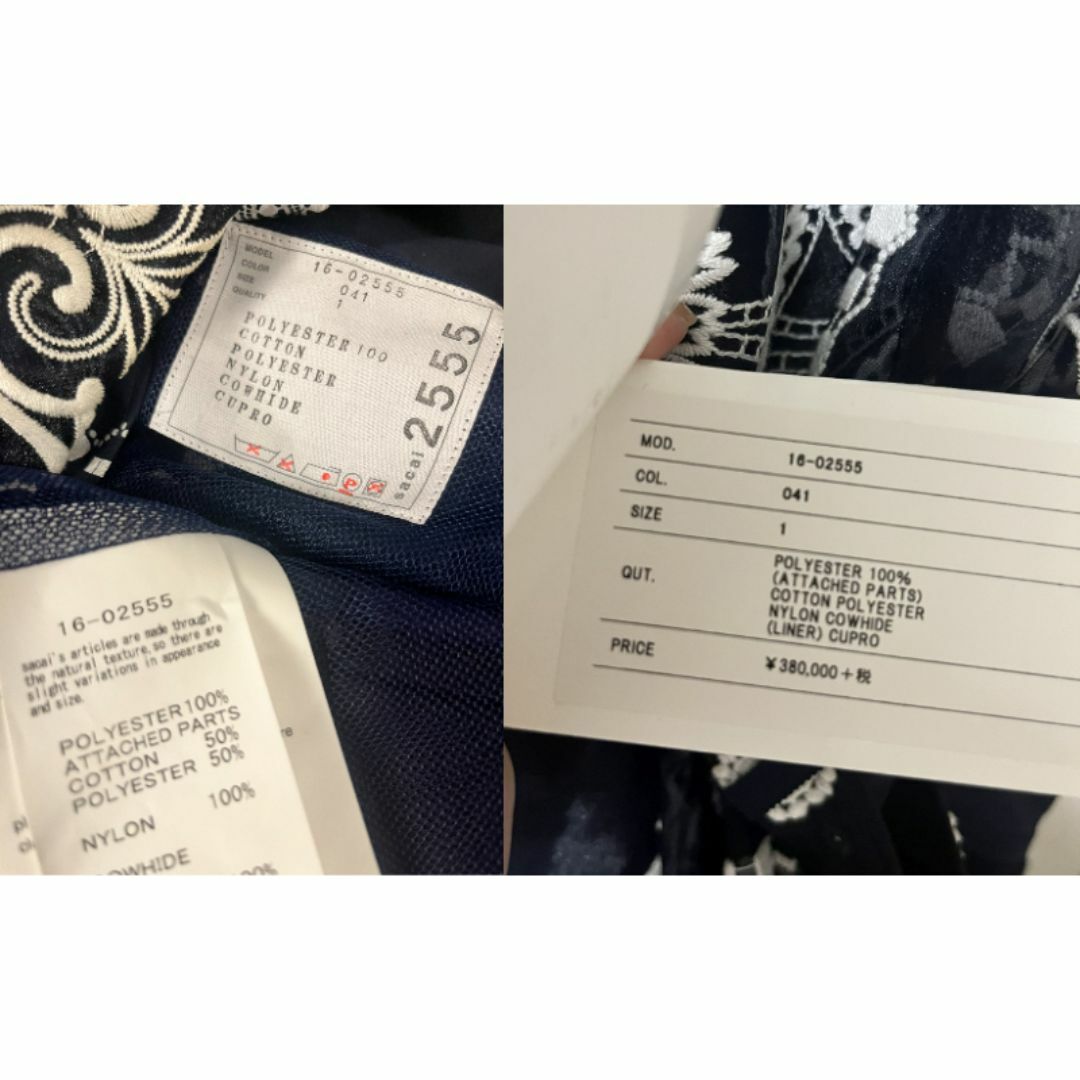 MODEL 16-02555
COLOR 041
SIZE 1
QUALITY
POLYESTER 100
COTTON
POLYESTER
NYLON
COWHIDE
CUPRO
sacai 2555
16-02555
sacai's articles are made through
the natural texture, so there are
slight variations in appearance
and size.
POLYESTER 100%
ATTACHED PARTS
COTTON 50%
POLYESTER 50%
100%
NYLON
OWHIDE
MOD. 16-02555
COL. 041
SIZE 1
QUT. POLYESTER 100%
(ATTACHED PARTS)
COTTON POLYESTER
NYLON COWHIDE
(LINER) CUPRO
PRICE ¥380,000+税